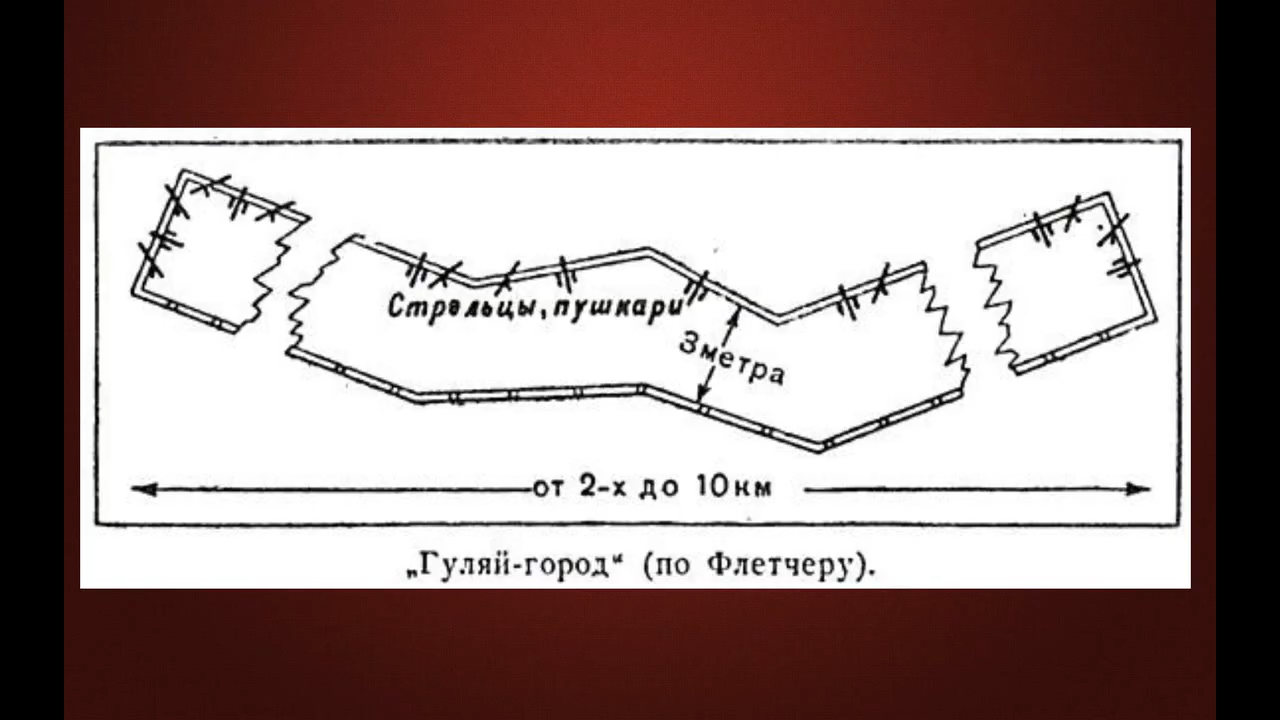 Стрельцы, пушкари
3 метра
от 2-х до 10 км
„Гуляй-город“ (по Флетчеру).